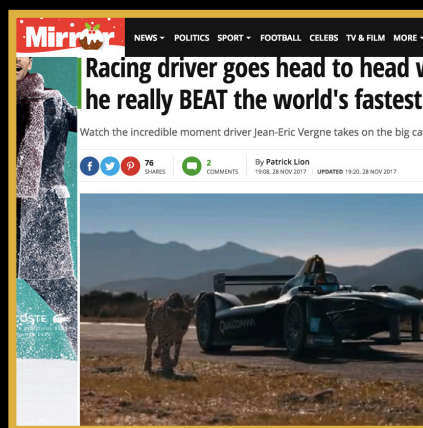 Mirror
NEWS POLITICS SPORT FOOTBALL CELEBS TV & FILM MORE
Racing driver goes head to head
he really BEAT the world's fastest
Watch the incredible moment driver Jean-Eric Vergne takes on the big ca
76
SHARES
2
COMMENTS
By Patrick Lion
19:08, 28 NOV 2017 UPDATED 19:20, 28 NOV 2017
QUALCOMM